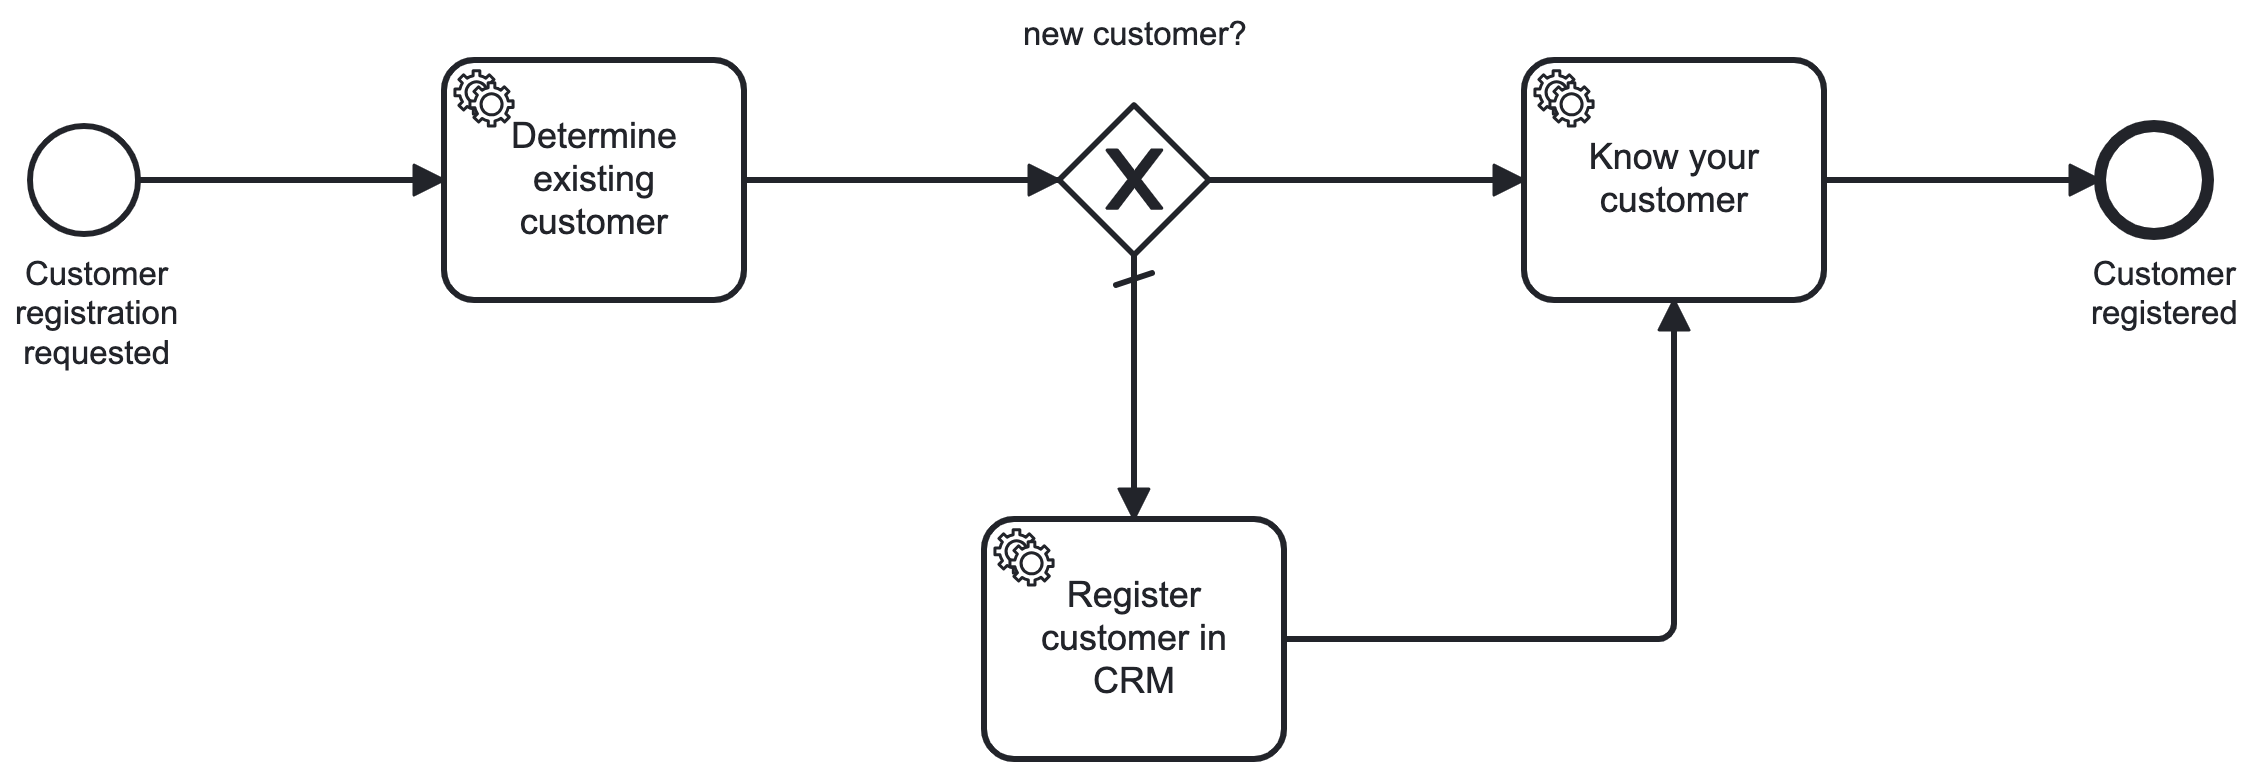 new customer?
Determine
existing
customer
Know your
customer
Customer
registration
requested
Customer
registered
Register
customer in
CRM